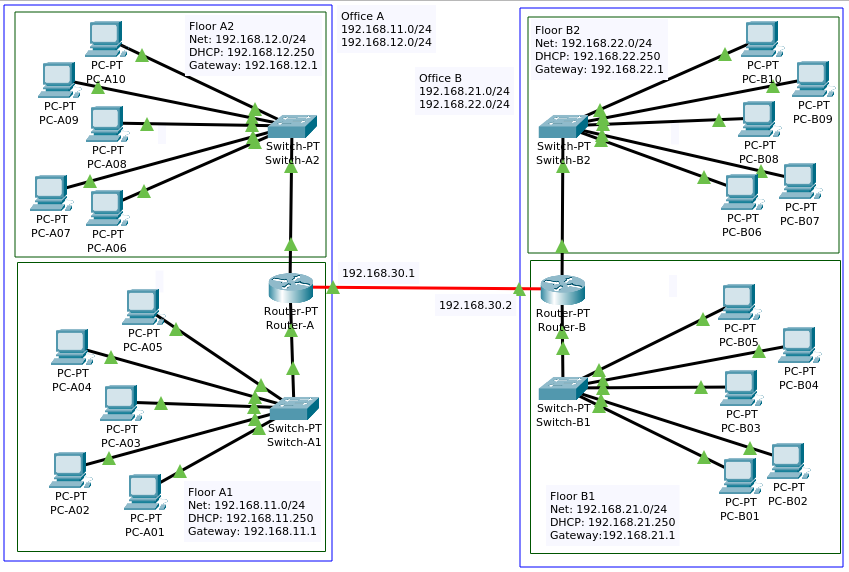 Office A
192.168.11.0/24
192.168.12.0/24
Office B
192.168.21.0/24
192.168.22.0/24
Floor A2
Net: 192.168.12.0/24
DHCP: 192.168.12.250
Gateway: 192.168.12.1
PC-PT
PC-A10
PC-PT
PC-A09
PC-PT
PC-A08
PC-PT
PC-A07
PC-PT
PC-A06
Switch-PT
Switch-A2
Floor B2
Net: 192.168.22.0/24
DHCP: 192.168.22.250
Gateway: 192.168.22.1
PC-PT
PC-B10
PC-PT
PC-B09
PC-PT
PC-B08
PC-PT
PC-B07
PC-PT
PC-B06
Switch-PT
Switch-B2
192.168.30.1
192.168.30.2
Router-PT
Router-A
Router-PT
Router-B
PC-PT
PC-A05
PC-PT
PC-A04
PC-PT
PC-A03
PC-PT
PC-A02
PC-PT
PC-A01
Switch-PT
Switch-A1
Floor A1
Net: 192.168.11.0/24
DHCP: 192.168.11.250
Gateway: 192.168.11.1
PC-PT
PC-B05
PC-PT
PC-B04
PC-PT
PC-B03
PC-PT
PC-B02
PC-PT
PC-B01
Switch-PT
Switch-B1
Floor B1
Net: 192.168.21.0/24
DHCP: 192.168.21.250
Gateway:192.168.21.1